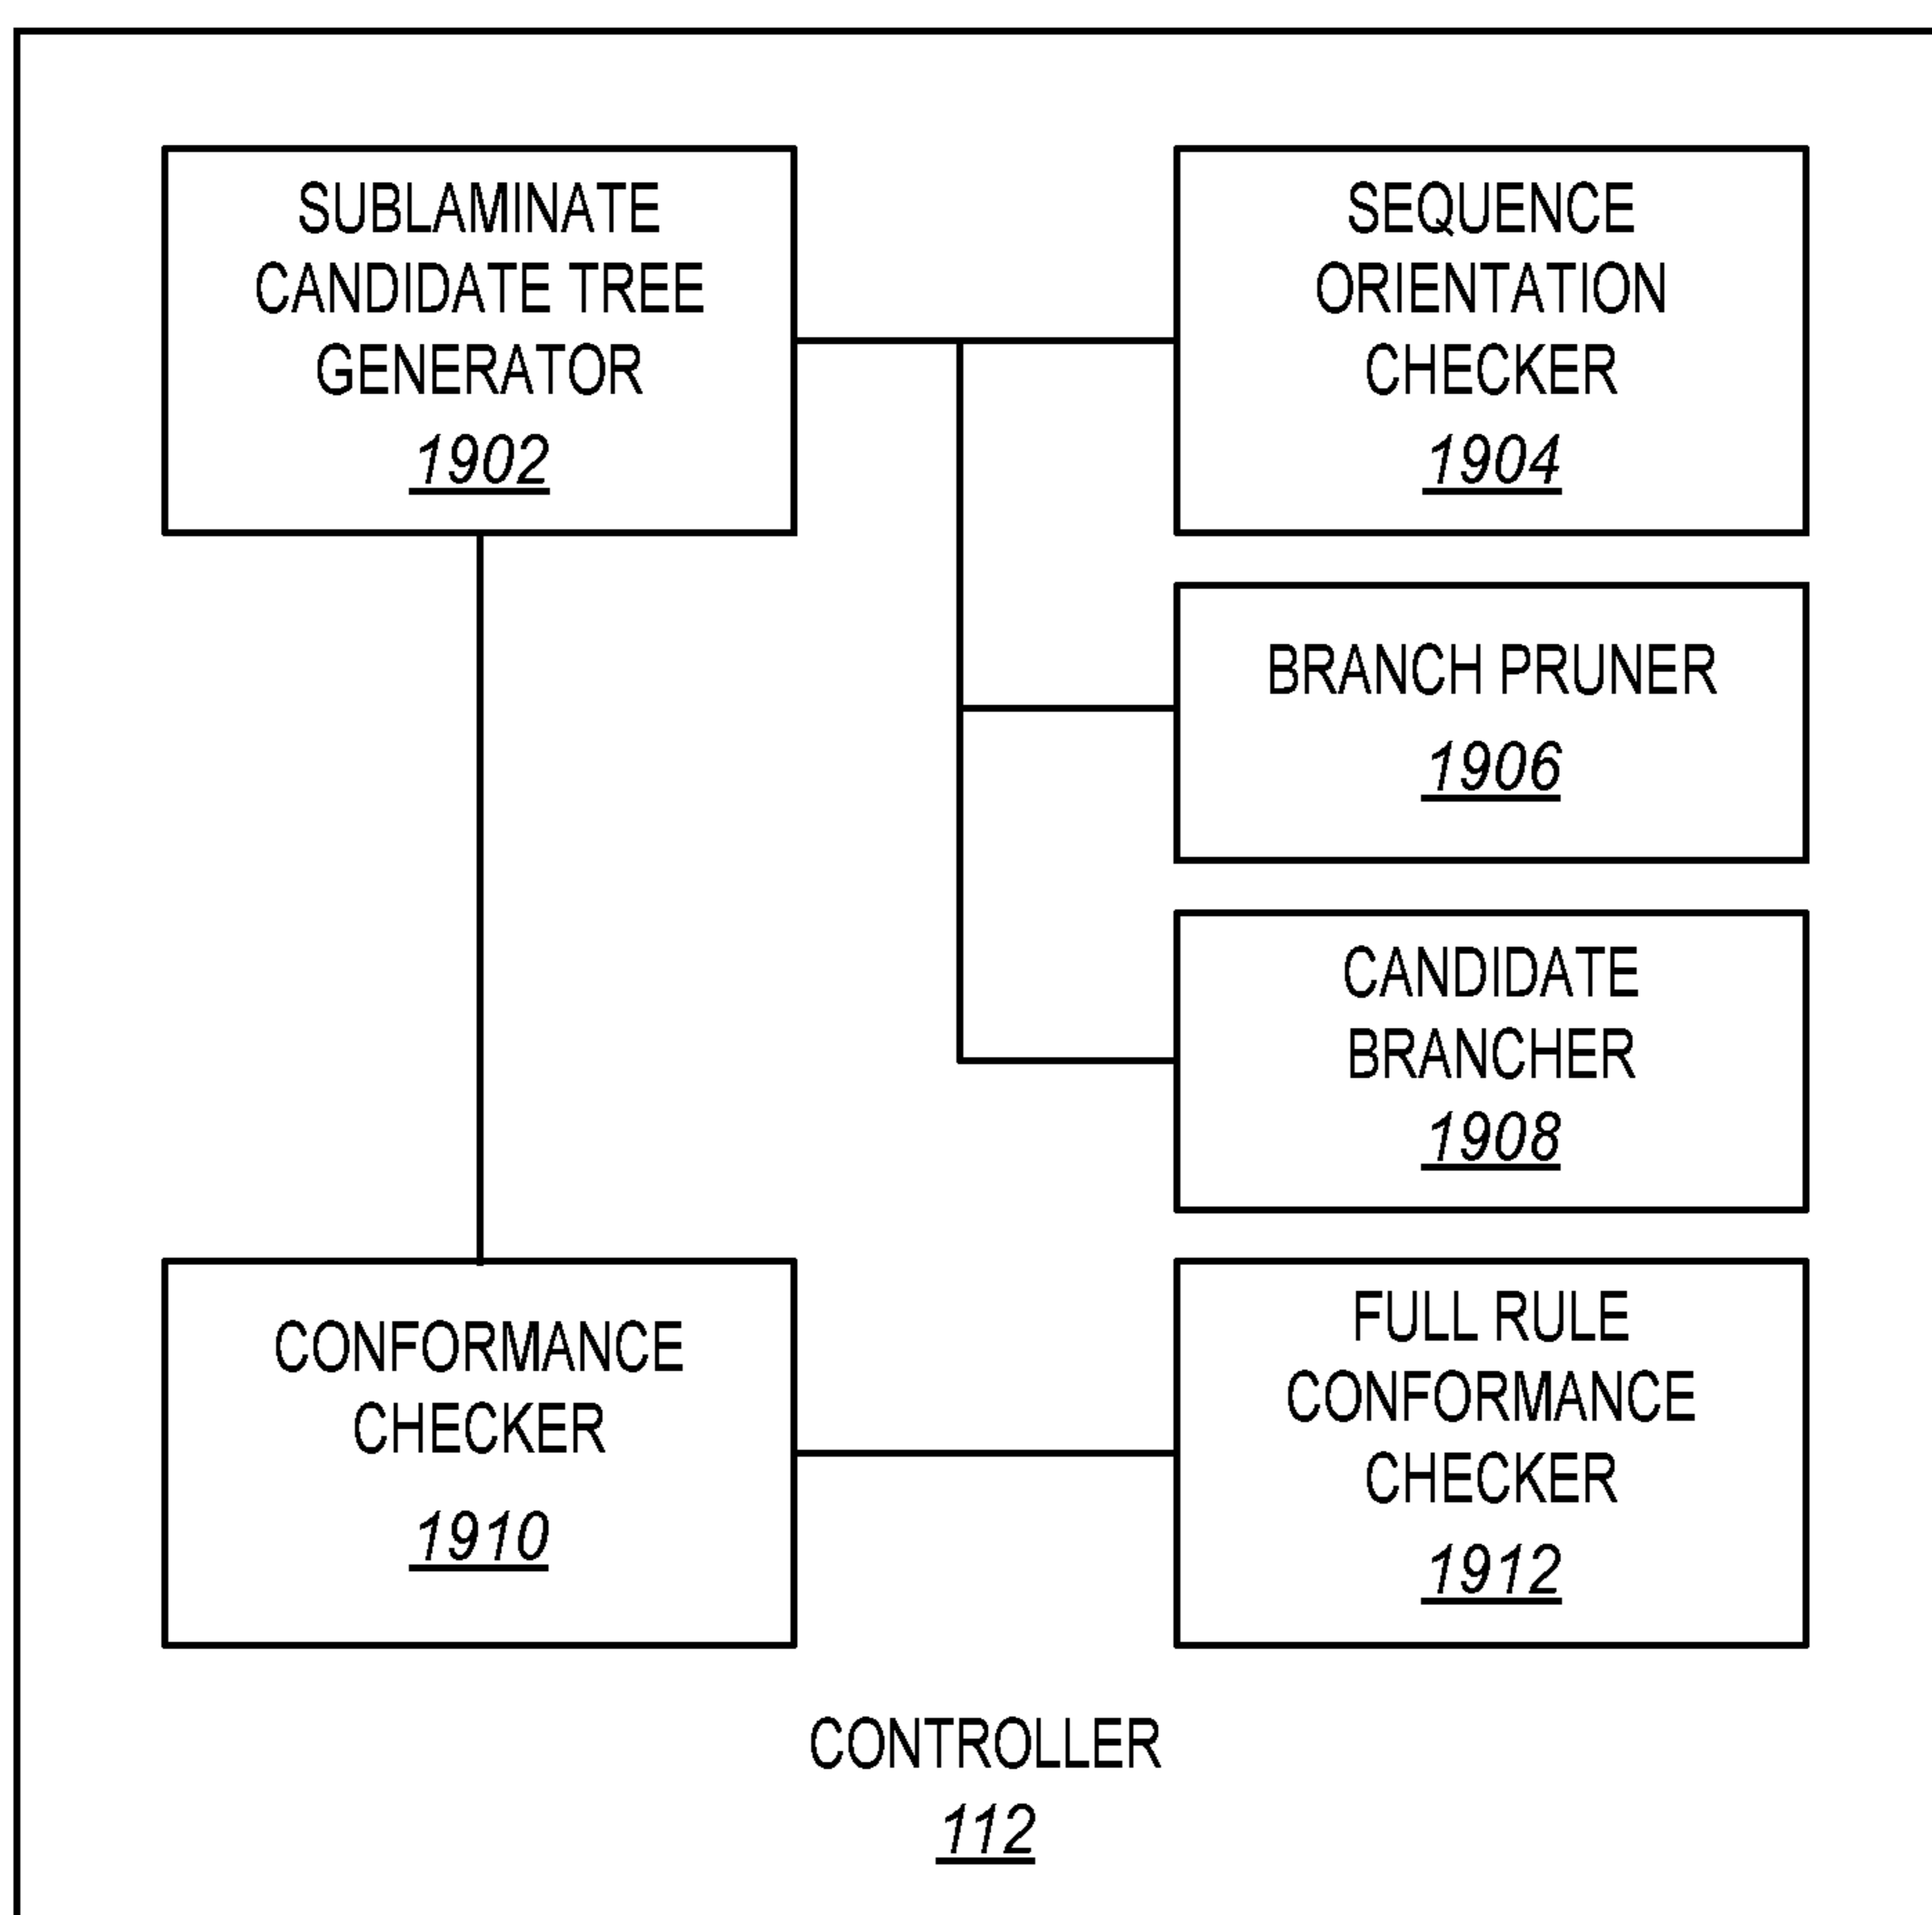 SUBLAMINATE
CANDIDATE TREE
GENERATOR
1902
SEQUENCE
ORIENTATION
CHECKER
1904
BRANCH PRUNER
1906
CANDIDATE
BRANCHER
1908
CONFORMANCE
CHECKER
1910
FULL RULE
CONFORMANCE
CHECKER
1912
CONTROLLER
112